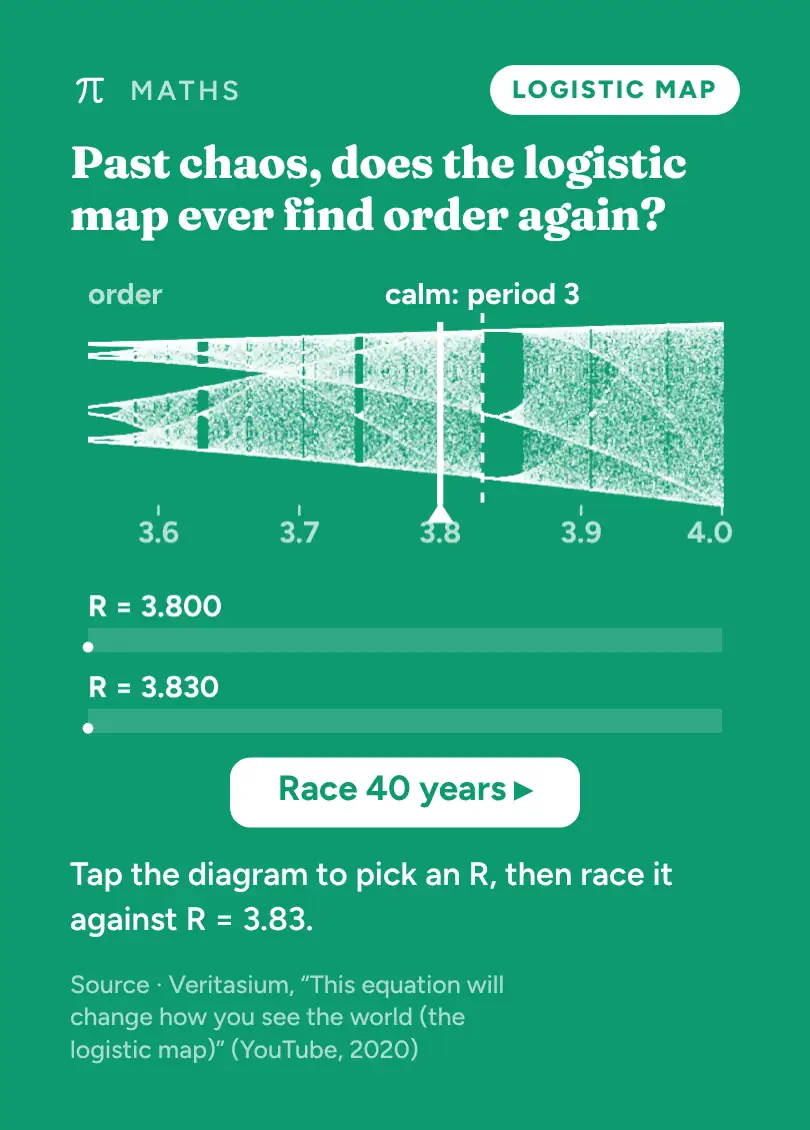 π MATHS
LOGISTIC MAP
Past chaos, does the logistic
map ever find order again?
order
calm: period 3
3.6 3.7 3.8 3.9 4.0
R = 3.800
R = 3.830
Race 40 years ▸
Tap the diagram to pick an R, then race it
against R = 3.83.
Source · Veritasium, “This equation will
change how you see the world (the
logistic map)” (YouTube, 2020)